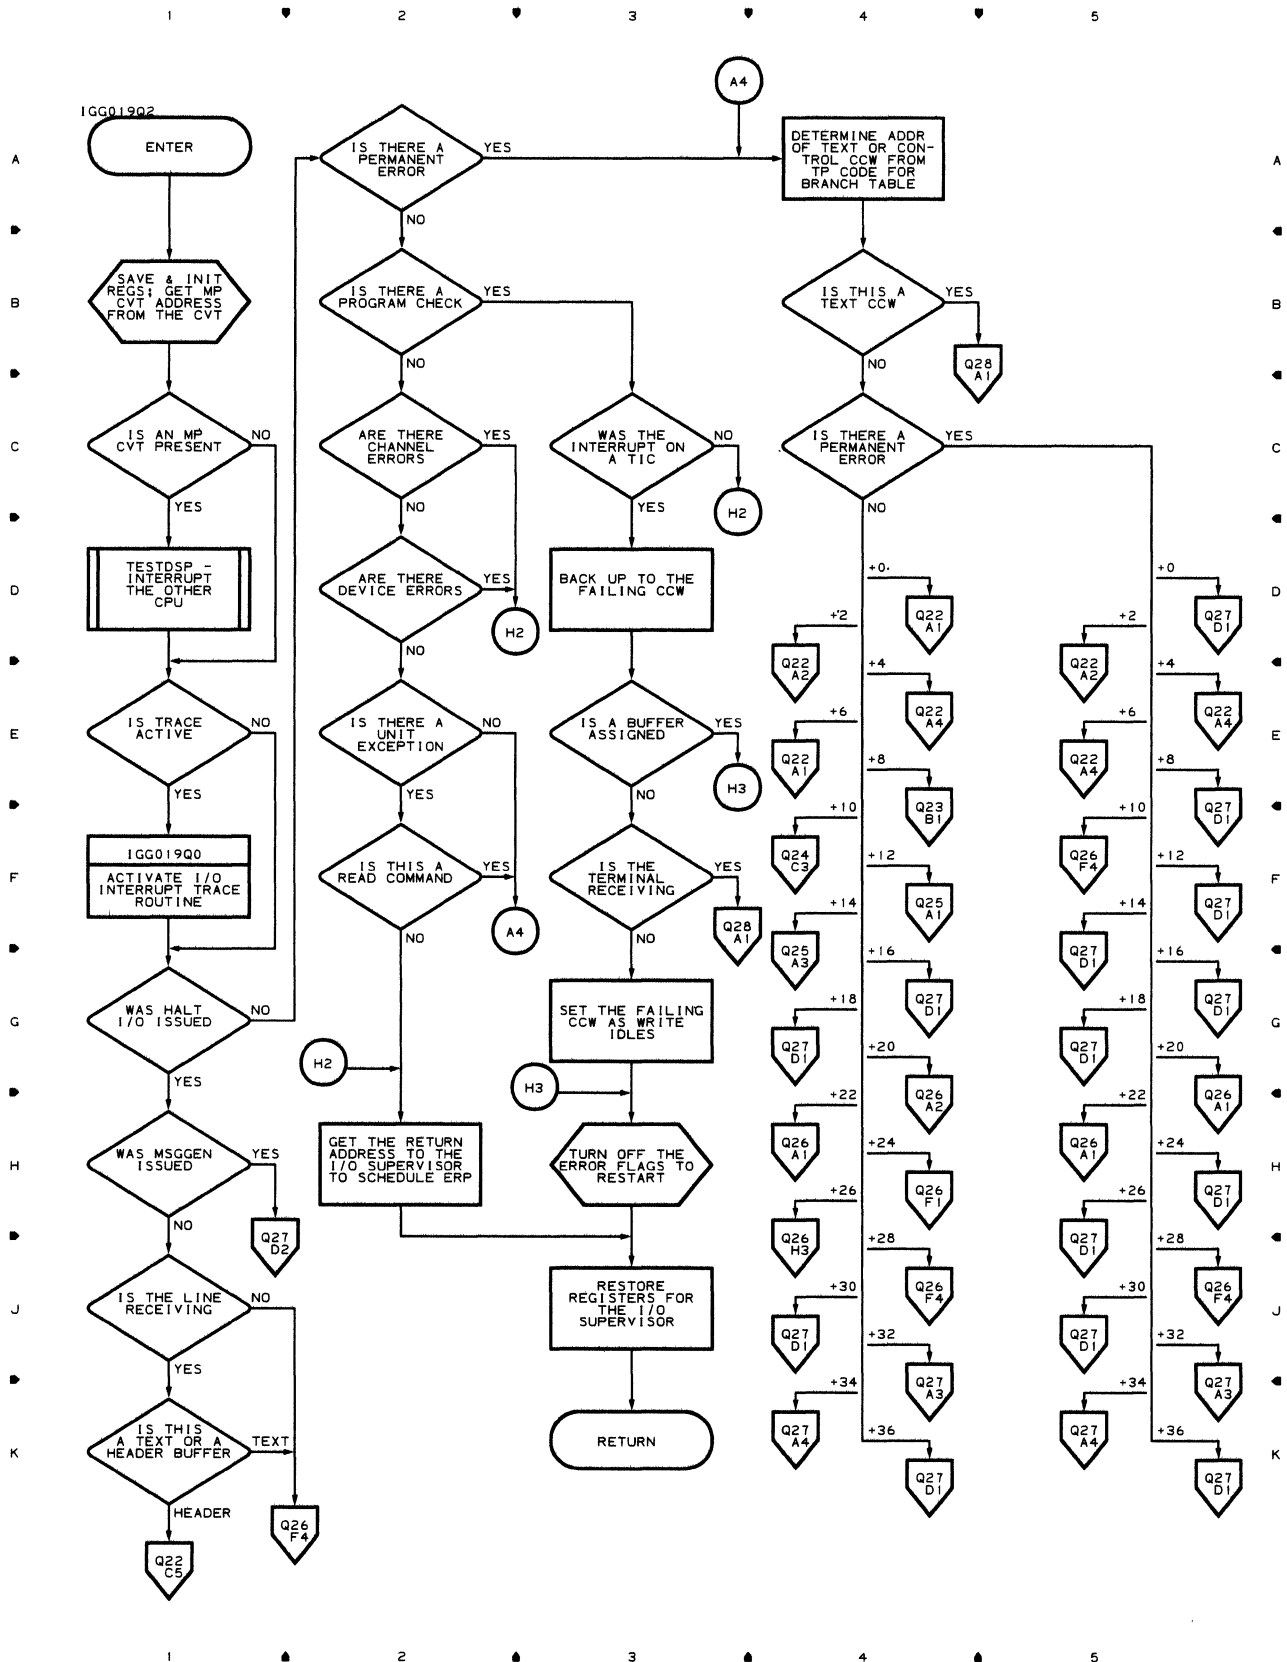 1 2 3 4 5
A4
IGG019Q2
ENTER
IS THERE A
PERMANENT
ERROR
YES
NO
DETERMINE ADDR
OF TEXT OR CON-
TROL CCW FROM
TP CODE FOR
BRANCH TABLE
A A
SAVE & INIT
REGS; GET MP
CVT ADDRESS
FROM THE CVT
IS THERE A
PROGRAM CHECK
YES
NO
IS THIS A
TEXT CCW
YES
NO
Q28
A1
B B
IS AN MP
CVT PRESENT
NO
YES
ARE THERE
CHANNEL
ERRORS
YES
NO
WAS THE
INTERRUPT ON
A TIC
NO
YES
H2
IS THERE A
PERMANENT
ERROR
YES
NO
C C
TESTDSP -
INTERRUPT
THE OTHER
CPU
ARE THERE
DEVICE ERRORS
YES
NO
H2
BACK UP TO THE
FAILING CCW
D D
IS TRACE
ACTIVE
NO
YES
IS THERE A
UNIT
EXCEPTION
NO
YES
IS A BUFFER
ASSIGNED
YES
NO
H3
E E
IGG019Q0
ACTIVATE I/O
INTERRUPT TRACE
ROUTINE
IS THIS A
READ COMMAND
YES
NO
A4
IS THE
TERMINAL
RECEIVING
YES
NO
Q28
A1
F F
WAS HALT
I/O ISSUED
NO
YES
H2
SET THE FAILING
CCW AS WRITE
IDLES
H3
G G
WAS MSGGEN
ISSUED
YES
NO
Q27
D2
GET THE RETURN
ADDRESS TO THE
I/O SUPERVISOR
TO SCHEDULE ERP
TURN OFF THE
ERROR FLAGS TO
RESTART
H H
IS THE LINE
RECEIVING
NO
YES
RESTORE
REGISTERS FOR
THE I/O
SUPERVISOR
J J
IS THIS
A TEXT OR A
HEADER BUFFER
TEXT
HEADER
Q26
F4
Q22
C5
RETURN
K K
+0
Q22
A1
+2
Q22
A2
+4
Q22
A4
+6
Q22
A1
+8
Q23
B1
+10
Q24
C3
+12
Q25
A1
+14
Q25
A3
+16
Q27
D1
+18
Q27
D1
+20
Q26
A2
+22
Q26
A1
+24
Q26
F1
+26
Q26
H3
+28
Q26
F4
+30
Q27
D1
+32
Q27
A3
+34
Q27
A4
+36
Q27
D1
+0
Q27
D1
+2
Q22
A2
+4
Q22
A4
+6
Q22
A4
+8
Q27
D1
+10
Q26
F4
+12
Q27
D1
+14
Q27
D1
+16
Q27
D1
+18
Q27
D1
+20
Q26
A1
+22
Q26
A1
+24
Q27
D1
+26
Q27
D1
+28
Q26
F4
+30
Q27
D1
+32
Q27
A3
+34
Q27
A4
+36
Q27
D1
1 2 3 4 5